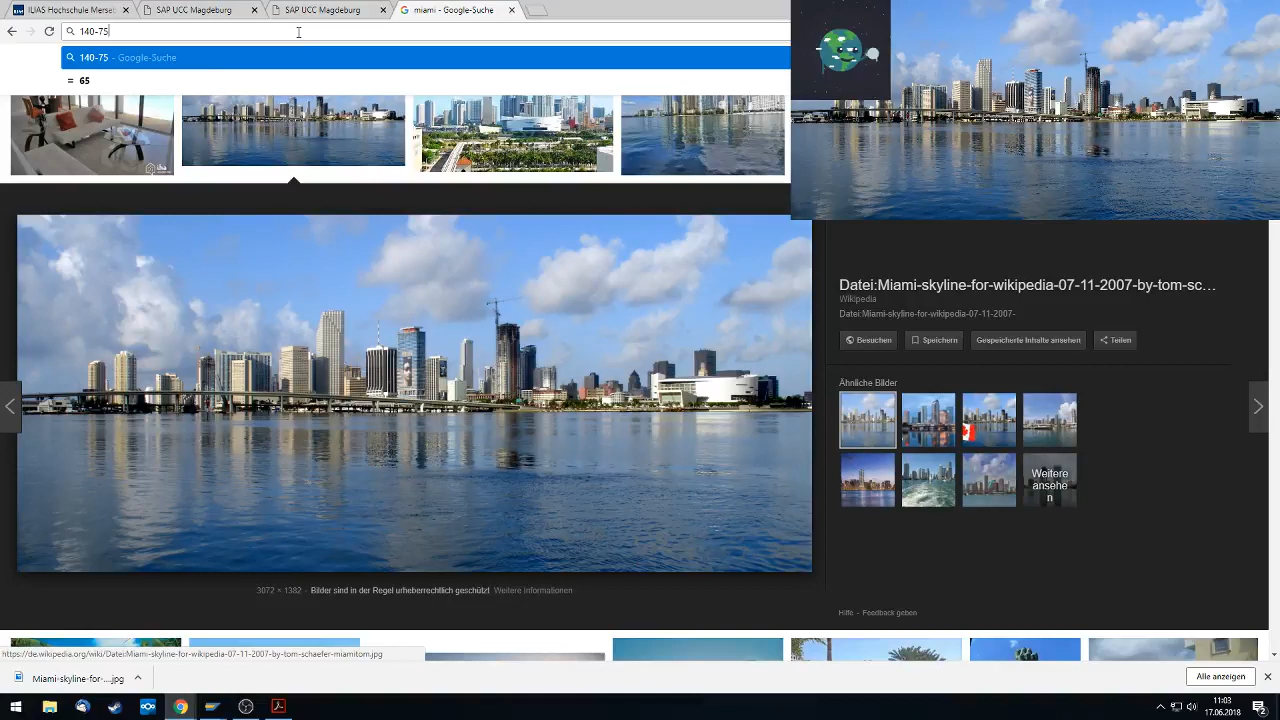 ILIAS Hochschule Merset
SAP UCC Magdeburg
SAP UCC Magdeburg
miami - Google-Suche
140-75
140-75 - Google-Suche
= 65
Datei:Miami-skyline-for-wikipedia-07-11-2007-by-tom-sc...
Wikipedia
Datei:Miami-skyline-for-wikipedia-07-11-2007-
Besuchen
Speichern
Gespeicherte Inhalte ansehen
Teilen
Ähnliche Bilder
Weitere
ansehe
n
3072 × 1382 · Bilder sind in der Regel urheberrechtlich geschützt Weitere Informationen
Hilfe - Feedback geben
https://de.wikipedia.org/wiki/Datei:Miami-skyline-for-wikipedia-07-11-2007-by-tom-schaefer-miamitom.jpg
Miami-skyline-for-....jpg
Alle anzeigen
11:03
17.06.2018
2